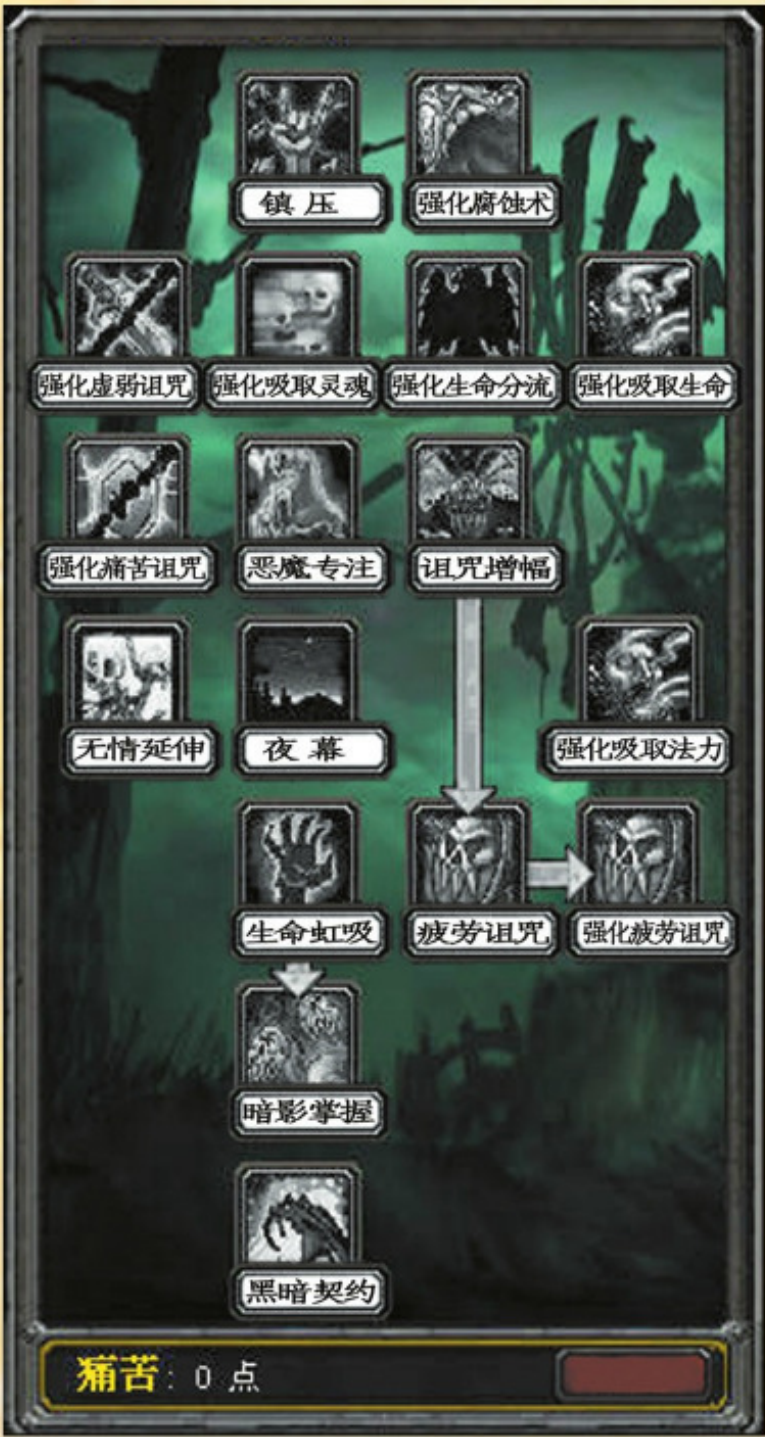 镇压
强化腐蚀术
强化虚弱诅咒
强化吸取灵魂
强化生命分流
强化吸取生命
强化痛苦诅咒
恶魔专注
诅咒增幅
无情延伸
夜幕
强化吸取法力
生命虹吸
疲劳诅咒
强化疲劳诅咒
暗影掌握
黑暗契约
痛苦: 0 点